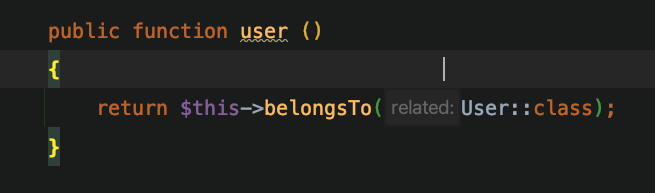 public function user ()
{
return $this->belongsTo( related: User::class);
}